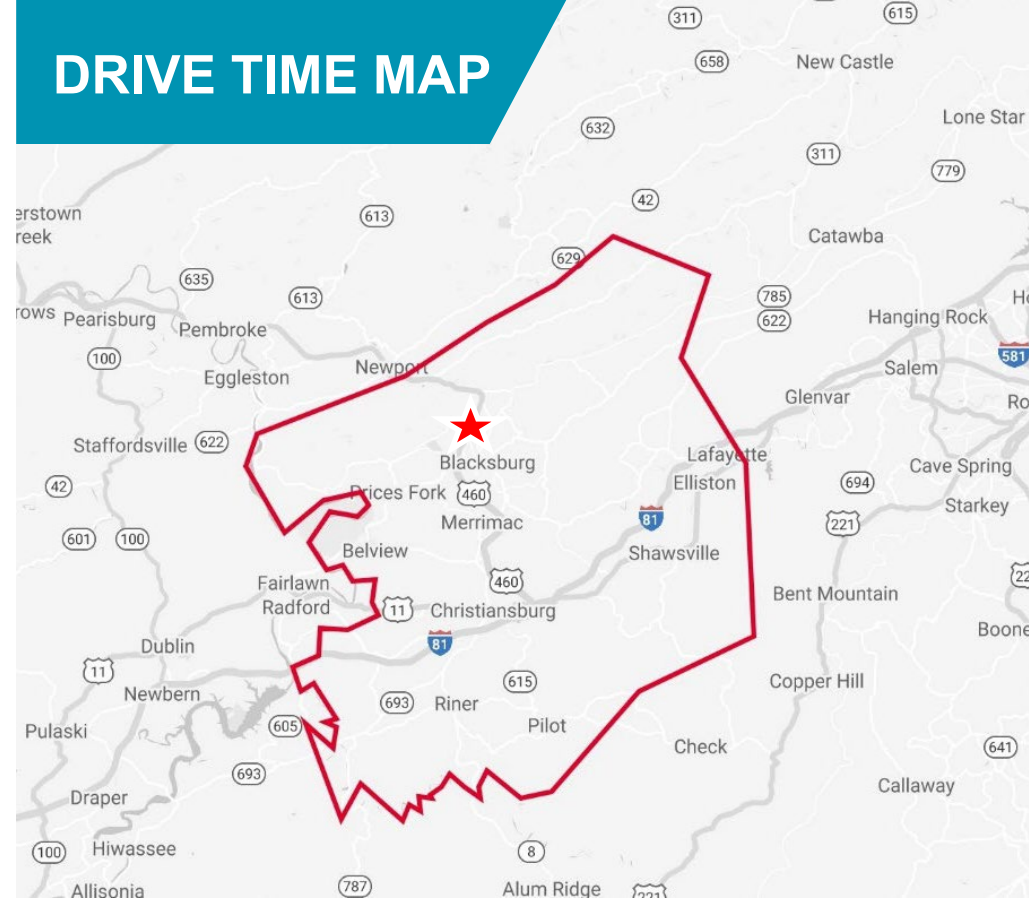 DRIVE TIME MAP
311
615
658
New Castle
Lone Star
632
311
779
42
erstown
reek
613
Catawba
629
635
613
785
622
rows
Pearisburg
Pembroke
Hanging Rock
100
Newport
581
Eggleston
Salem
Glenvar
Ro
Staffordsville
622
Blacksburg
Lafayette
Cave Spring
42
Prices Fork
460
Elliston
694
Starkey
Merrimac
81
221
601
100
Belview
Shawsville
Fairlawn
460
22
Radford
11
Christiansburg
Bent Mountain
Boone
Dublin
81
11
Newbern
615
Copper Hill
693
Riner
Pulaski
605
Pilot
Check
641
693
Callaway
Draper
100
Hiwassee
8
Allisonia
787
Alum Ridge
221